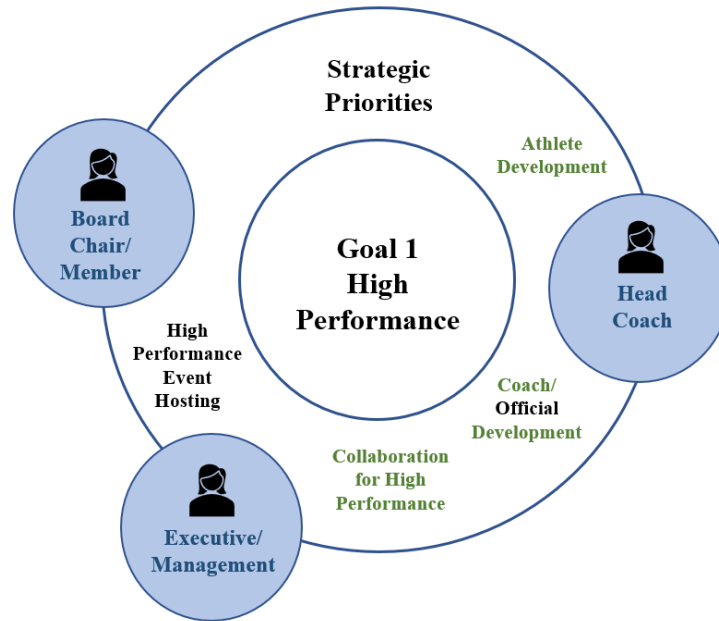 Strategic
Priorities
Athlete
Development
Board
Chair/
Member
Goal 1
High
Performance
Head
Coach
High
Performance
Event
Hosting
Coach/
Official
Development
Collaboration
for High
Performance
Executive/
Management